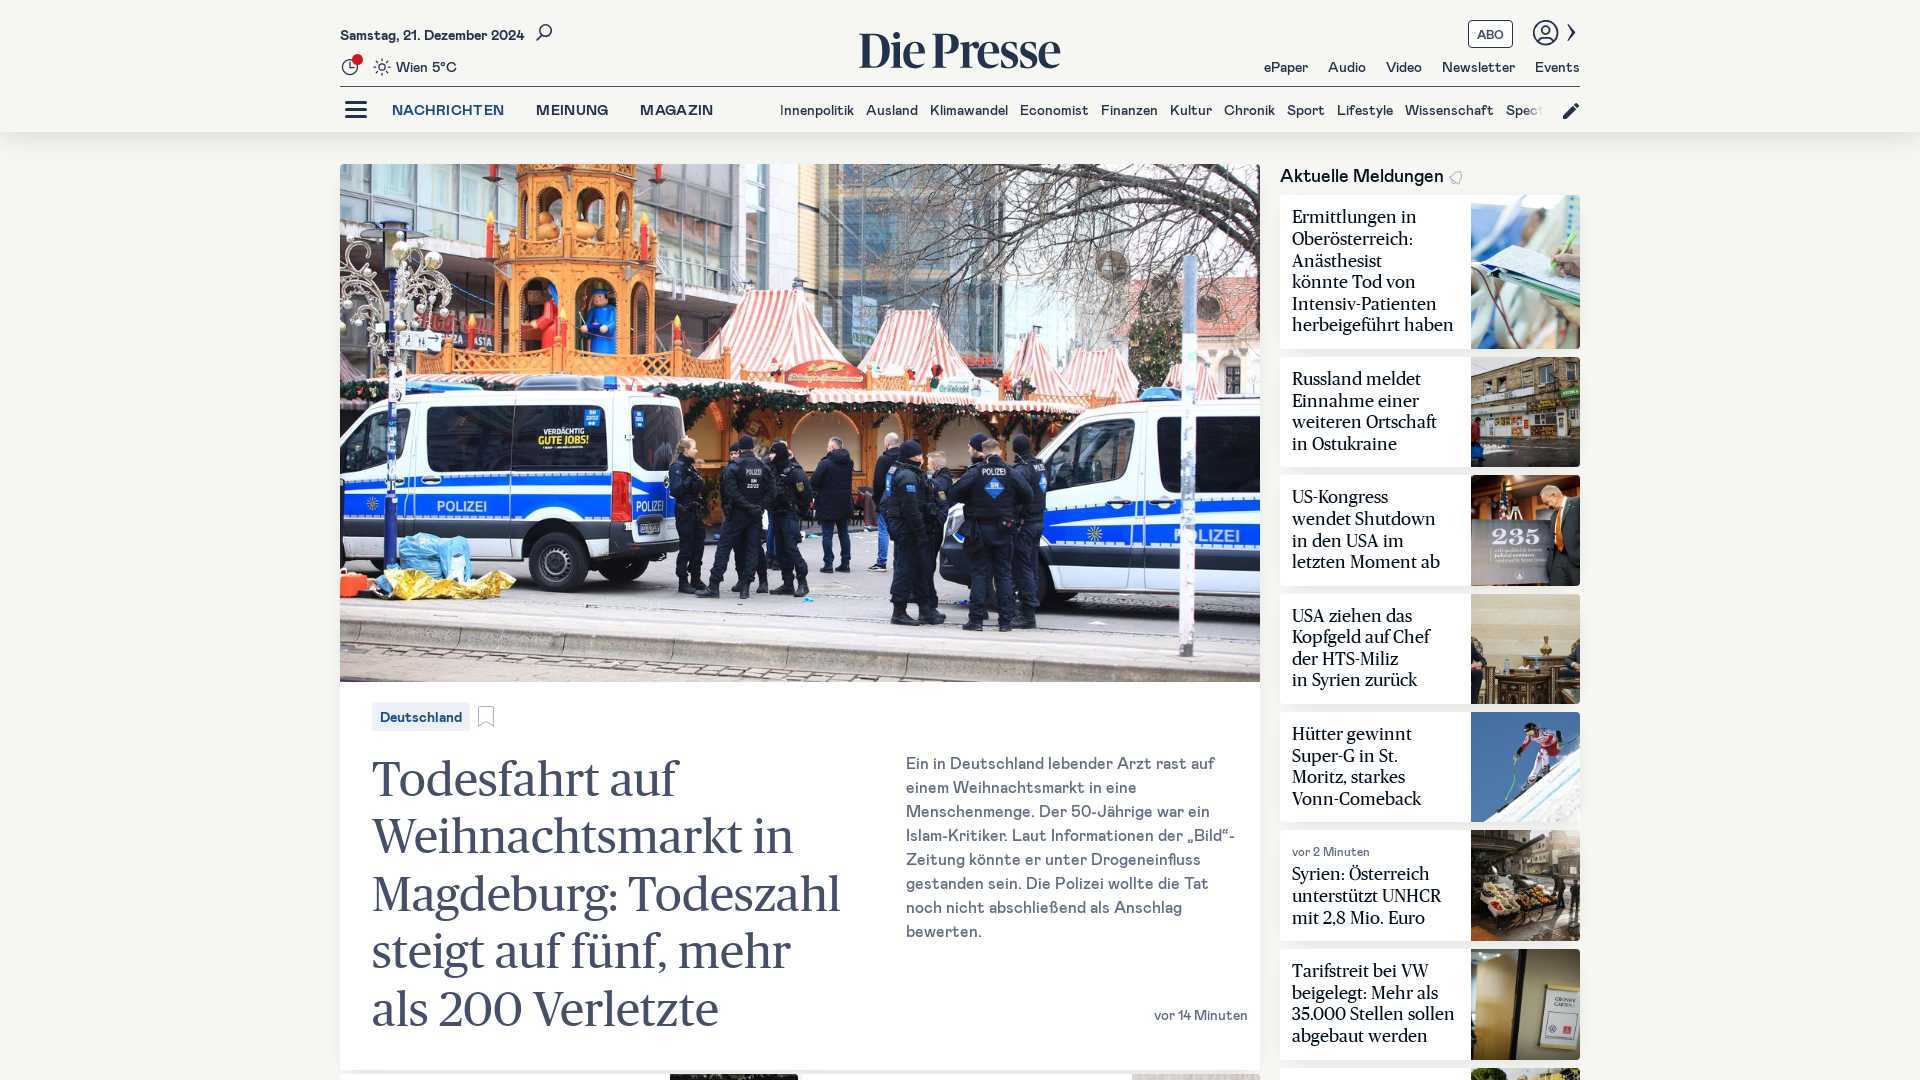 Samstag, 21. Dezember 2024
Wien 5°C
Die Presse
ABO
ePaper
Audio
Video
Newsletter
Events
NACHRICHTEN
MEINUNG
MAGAZIN
Innenpolitik
Ausland
Klimawandel
Economist
Finanzen
Kultur
Chronik
Sport
Lifestyle
Wissenschaft
Spect
VERDÄCHTIG
GUTE JOBS!
POLIZEI
POLIZEI
POLIZEI
POLIZEI
POLIZEI
Deutschland
Todesfahrt auf
Weihnachtsmarkt in
Magdeburg: Todeszahl
steigt auf fünf, mehr
als 200 Verletzte
Ein in Deutschland lebender Arzt rast auf
einem Weihnachtsmarkt in eine
Menschenmenge. Der 50-Jährige war ein
Islam-Kritiker. Laut Informationen der „Bild“-
Zeitung könnte er unter Drogeneinfluss
gestanden sein. Die Polizei wollte die Tat
noch nicht abschließend als Anschlag
bewerten.
vor 14 Minuten
Aktuelle Meldungen
Ermittlungen in
Oberösterreich:
Anästhesist
könnte Tod von
Intensiv-Patienten
herbeigeführt haben
Russland meldet
Einnahme einer
weiteren Ortschaft
in Ostukraine
US-Kongress
wendet Shutdown
in den USA im
letzten Moment ab
235
USA ziehen das
Kopfgeld auf Chef
der HTS-Miliz
in Syrien zurück
Hütter gewinnt
Super-G in St.
Moritz, starkes
Vonn-Comeback
vor 2 Minuten
Syrien: Österreich
unterstützt UNHCR
mit 2,8 Mio. Euro
Tarifstreit bei VW
beigelegt: Mehr als
35.000 Stellen sollen
abgebaut werden